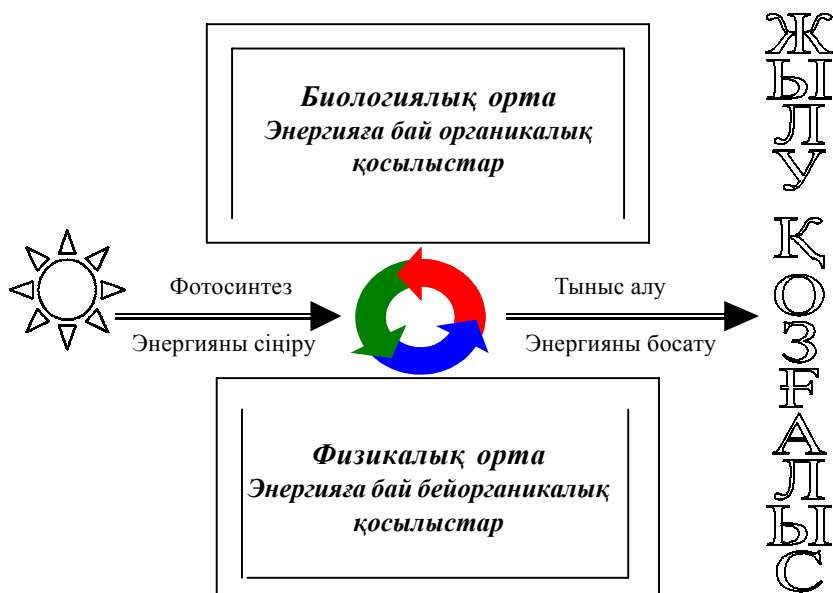 Биологиялық орта
Энергияға бай органикалық
қосылыстар
Фотосинтез
Энергияны сіңіру
Тыныс алу
Энергияны босату
Физикалық орта
Энергияға бай бейорганикалық
қосылыстар
ЖЫЛУ ҚОЗҒАЛЫС